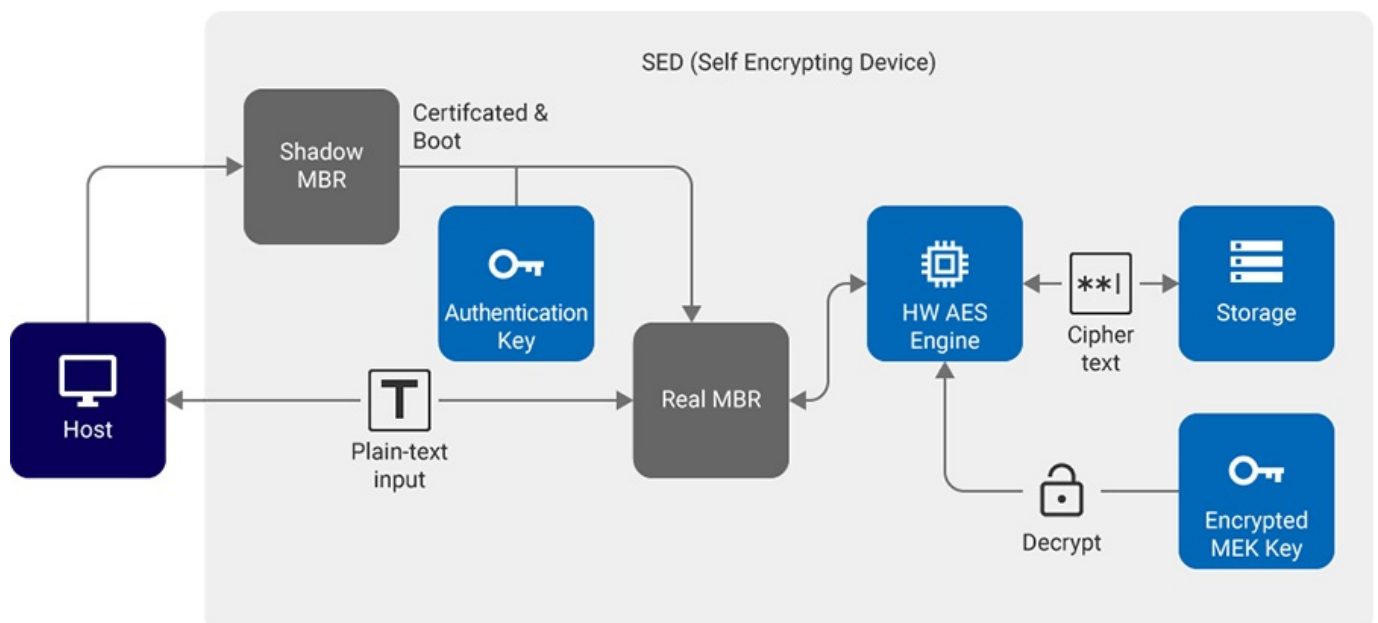 SED (Self Encrypting Device)
Shadow
MBR
Certifcated &
Boot
Authentication
Key
HW AES
Engine
**|
Cipher
text
Storage
Host
T
Plain-text
input
Real MBR
Decrypt
Encrypted
MEK Key